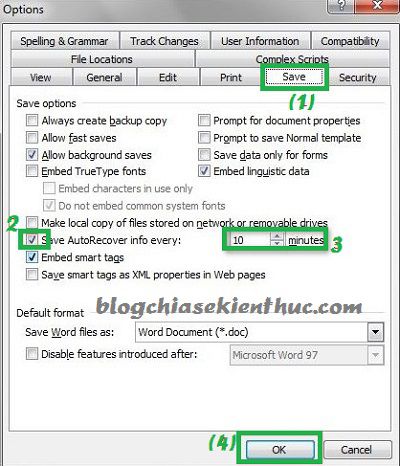 Options
Spelling & Grammar Track Changes User Information Compatibility
File Locations Complex Scripts
View General Edit Print Save Security
(1)
Save options
Always create backup copy Prompt for document properties
Allow fast saves Prompt to save Normal template
Allow background saves Save data only for forms
Embed TrueType fonts Embed linguistic data
Embed characters in use only
Do not embed common system fonts
Make local copy of files stored on network or removable drives
2 Save AutoRecover info every: 10 minutes 3
Embed smart tags
Save smart tags as XML properties in Web pages
blogchiasekienthuc.com
Default format
Save Word files as: Word Document (*.doc)
Disable features introduced after: Microsoft Word 97
(4) OK Cancel